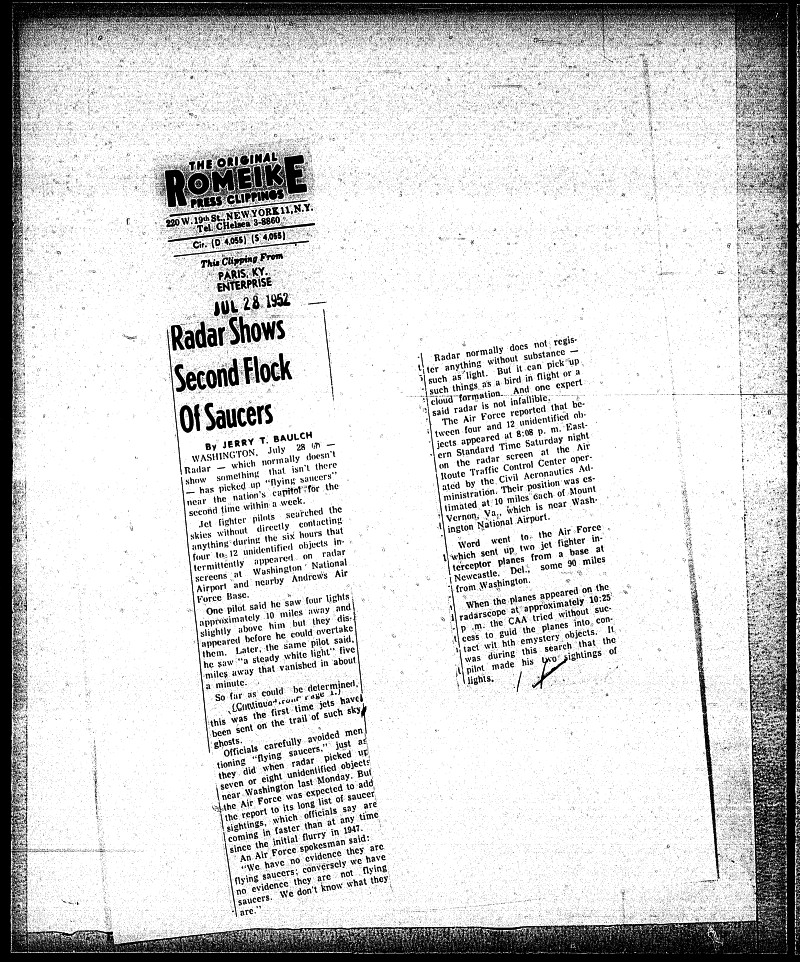 THE ORIGINAL
ROMEIKE
PRESS CLIPPINGS
220 W. 19th St., NEW YORK 11, N.Y.
Tel. CHelsea 3-8860
Cir. (D 4,055) (S 4,055)
This Clipping From
PARIS, KY.
ENTERPRISE
JUL 28 1952
Radar Shows
Second Flock
Of Saucers
By JERRY T. BAULCH
WASHINGTON, July 28 —
Radar — which normally doesn't
show something that isn't there
— has picked up "flying saucers"
near the nation's capitol for the
second time within a week.
Jet fighter pilots searched the
skies without directly contacting
anything during the six hours that
four to 12 unidentified objects in-
termittently appeared on radar
screens at Washington National
Airport and nearby Andrews Air
Force Base.
One pilot said he saw four lights
approximately 10 miles away and
slightly above him but they dis-
appeared before he could overtake
them. Later, the same pilot said,
he saw "a steady white light" five
miles away that vanished in about
a minute.
So far as could be determined,
(Continued from Page 1.)
this was the first time jets have
been sent on the trail of such sky
ghosts.
Officials carefully avoided men
tioning "flying saucers," just as
they did when radar picked up
seven or eight unidentified objects
near Washington last Monday. But
the Air Force was expected to add
the report to its long list of saucer
sightings, which officials say are
coming in faster than at any time
since the initial flurry in 1947.
An Air Force spokesman said:
"We have no evidence they are
flying saucers; conversely we have
no evidence they are not flying
saucers. We don't know what they
are."
Radar normally does not regis-
ter anything without substance —
such as light. But it can pick up
such things as a bird in flight or a
cloud formation. And one expert
said radar is not infallible.
The Air Force reported that be-
tween four and 12 unidentified ob-
jects appeared at 8:08 p. m. East-
ern Standard Time Saturday night
on the radar screen at the Air
Route Traffic Control Center oper-
ated by the Civil Aeronautics Ad-
ministration. Their position was es-
timated at 10 miles each of Mount
Vernon, Va., which is near Wash-
ington National Airport.
Word went to the Air Force
which sent up two jet fighter in-
terceptor planes from a base at
Newcastle, Del., some 90 miles
from Washington.
When the planes appeared on the
radarscope at approximately 10:25
p .m. the CAA tried without suc-
cess to guid the planes into con-
tact wit hth emystery objects. It
was during this search that the
pilot made his two sightings of
lights.